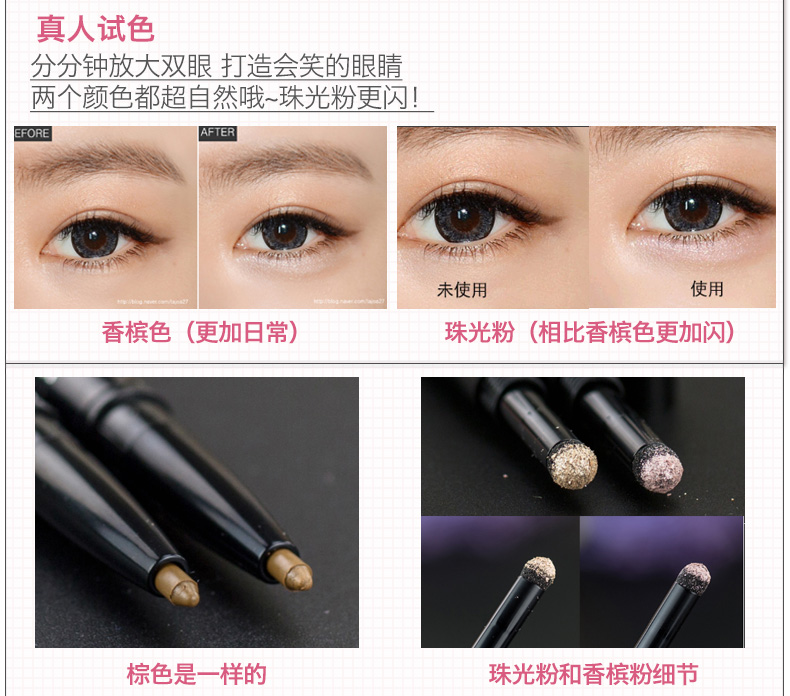 真人试色
分分钟放大双眼 打造会笑的眼睛
两个颜色都超自然哦~珠光粉更闪！
EFORE
AFTER
未使用
使用
香槟色（更加日常）
珠光粉（相比香槟色更加闪）
棕色是一样的
珠光粉和香槟粉细节